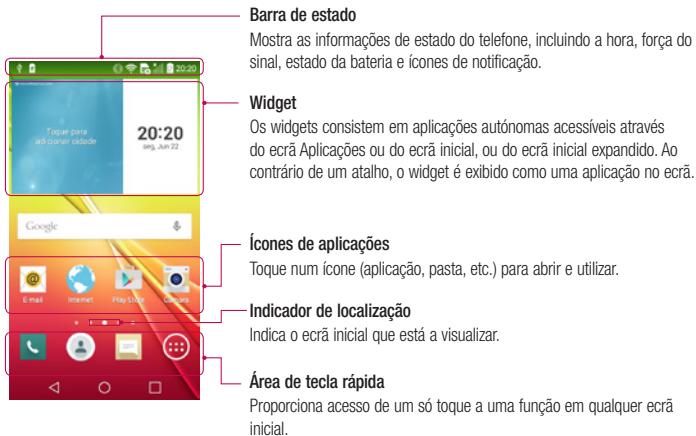 Barra de estado
Mostra as informações de estado do telefone, incluindo a hora, força do
sinal, estado da bateria e ícones de notificação.
20:20
Widget
Os widgets consistem em aplicações autónomas acessíveis através
do ecrã Aplicações ou do ecrã inicial, ou do ecrã inicial expandido. Ao
contrário de um atalho, o widget é exibido como uma aplicação no ecrã.
Toque para
adicionar cidade
20:20
seg, Jun 22
Google
Ícones de aplicações
Toque num ícone (aplicação, pasta, etc.) para abrir e utilizar.
E-mail Internet Play Store Câmara
Indicador de localização
Indica o ecrã inicial que está a visualizar.
Área de tecla rápida
Proporciona acesso de um só toque a uma função em qualquer ecrã
inicial.